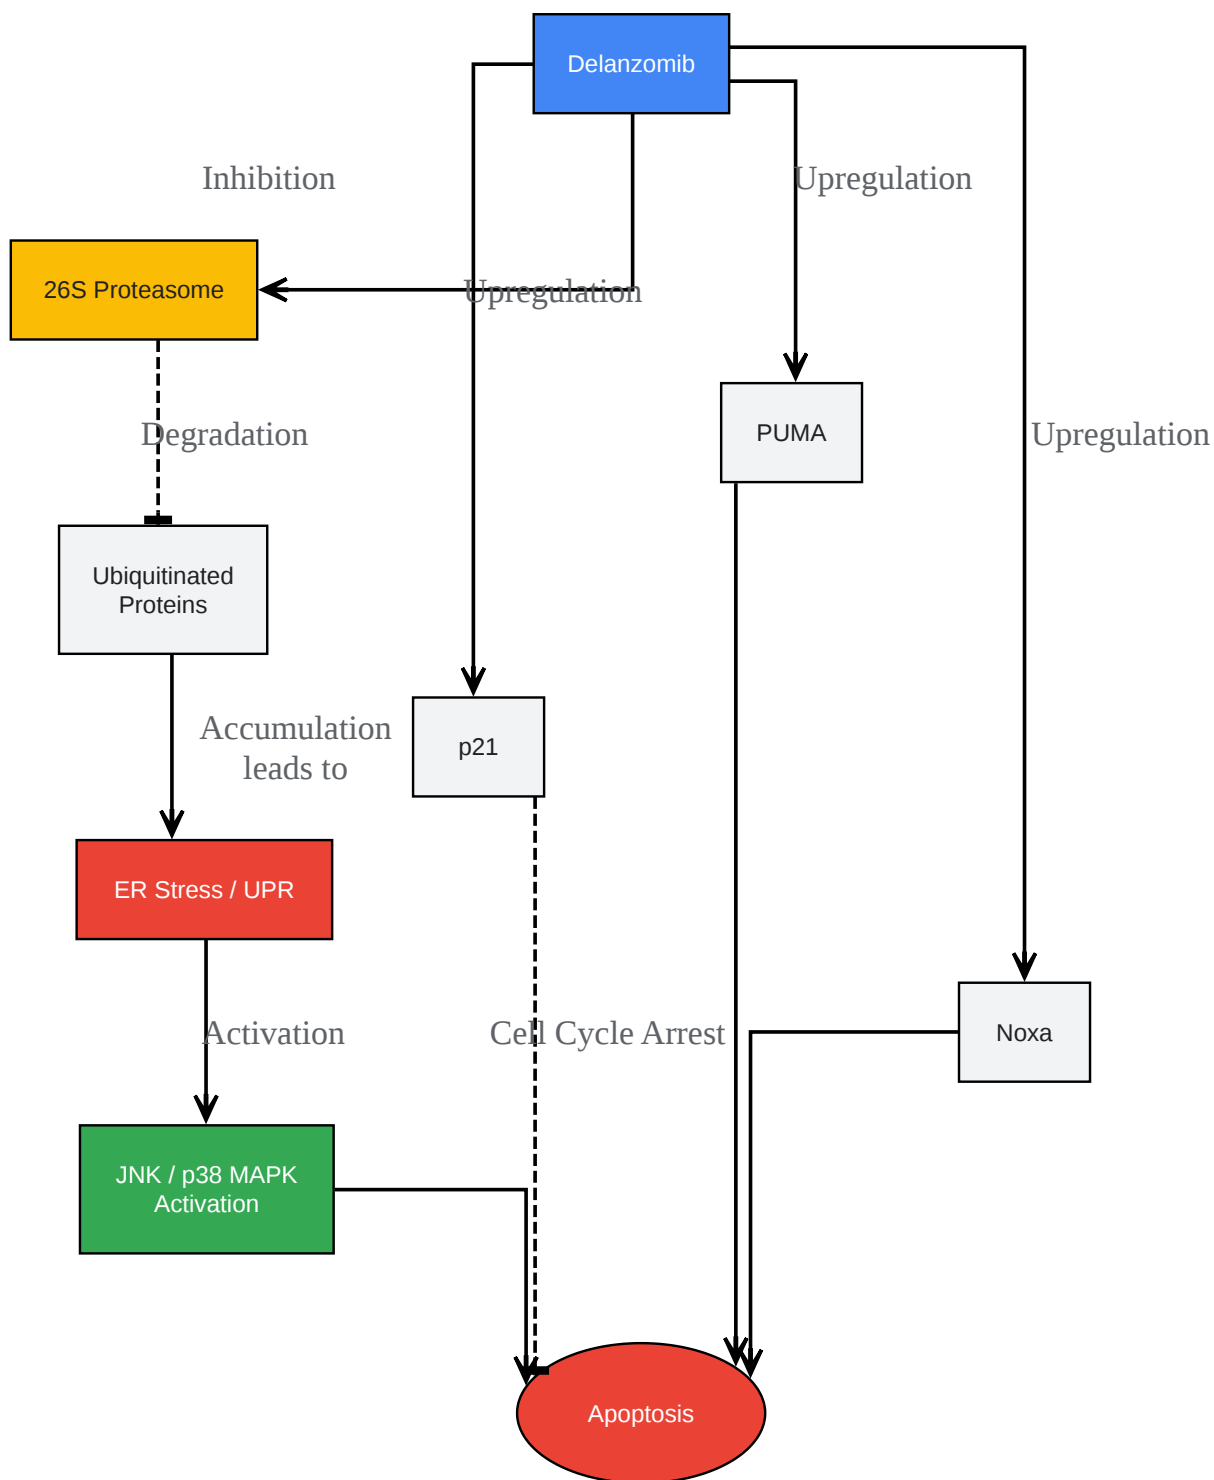 Delanzomib
Inhibition
Upregulation
26S Proteasome
Upregulation
PUMA
Degradation
Upregulation
Ubiquitinated
Proteins
Accumulation
leads to
p21
ER Stress / UPR
Activation
Cell Cycle Arrest
Noxa
JNK / p38 MAPK
Activation
Apoptosis